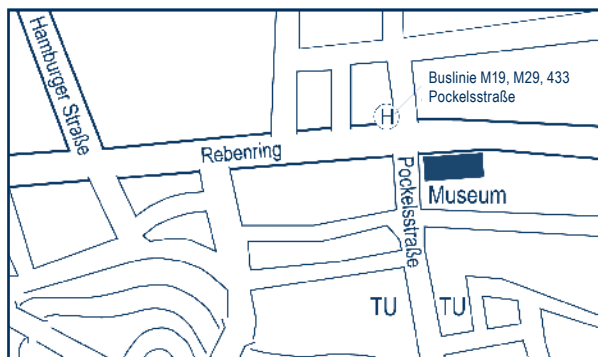 Hamburger Straße
Buslinie M19, M29, 433
Pockelsstraße
H
Rebenring
Pockelsstraße
Museum
TU
TU